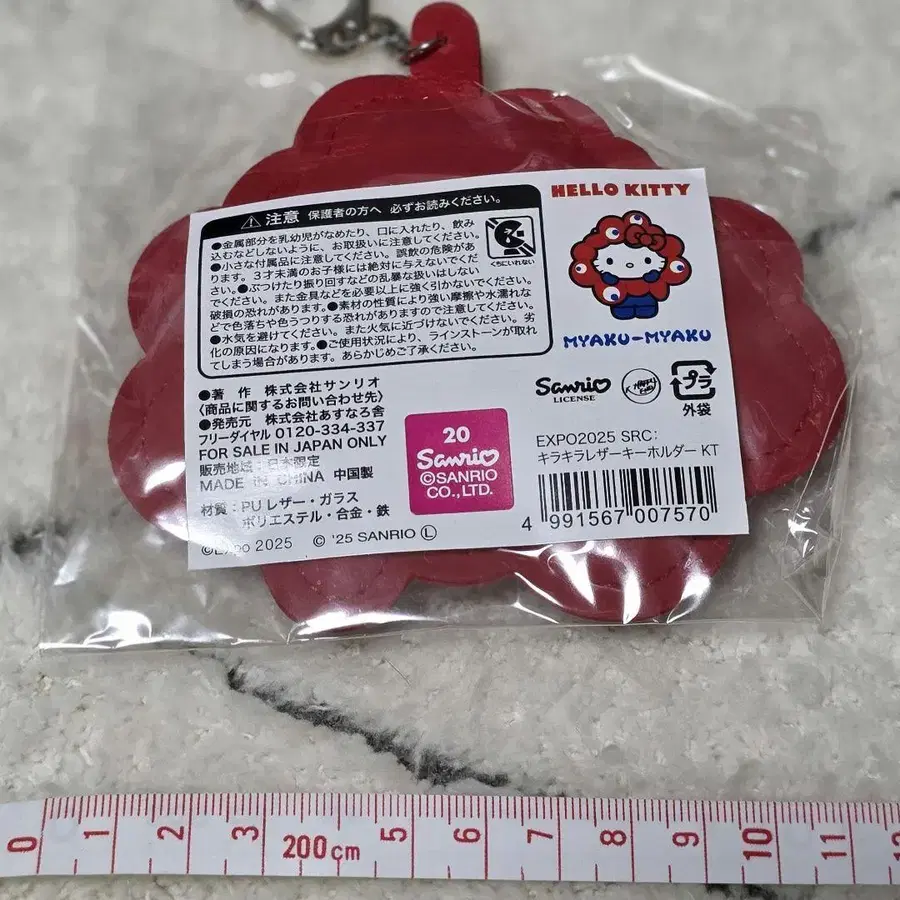 ⚠ 注意 保護者の方へ 必ずお読みください。
●金属部分を乳幼児がなめたり、口に入れたり、飲み
込むなどしないように、お取扱いに注意してください。
●小さな付属品に注意してください。誤飲の危険があ
ります。3才未満のお子様には絶対に与えないでくだ
さい。●ぶつけたり振り回すなどの乱暴な扱いはしない
でください。また金具などを必要以上に強く引かないでください。
破損の恐れがあります。●素材の性質により強い摩擦や水濡れな
どで色落ちや色うつりする恐れがありますので注意してください。
●水気を避けてください。また火気に近づけないでください。劣
化の原因になります。●ご使用状況により、ラインストーンが取れ
てしまう場合があります。あらかじめご了承ください。
くちにいれない
HELLO KITTY
MYAKU-MYAKU
●著 作 株式会社サンリオ
〈商品に関するお問い合わせ先〉
●発売元 株式会社あすなろ舎
フリーダイヤル 0120-334-337
FOR SALE IN JAPAN ONLY
販売地域：日本限定
MADE IN CHINA 中国製
材質：PUレザー・ガラス
ポリエステル・合金・鉄
©Expo 2025 © '25 SANRIO Ⓛ
20
Sanrio
©SANRIO
CO.,LTD.
Sanrio
LICENSE
プラ
外袋
EXPO2025 SRC:
キラキラレザーキーホルダー KT
4 991567 007570
0 1 2 3 200cm 5 6 7 8 9 10 11 12